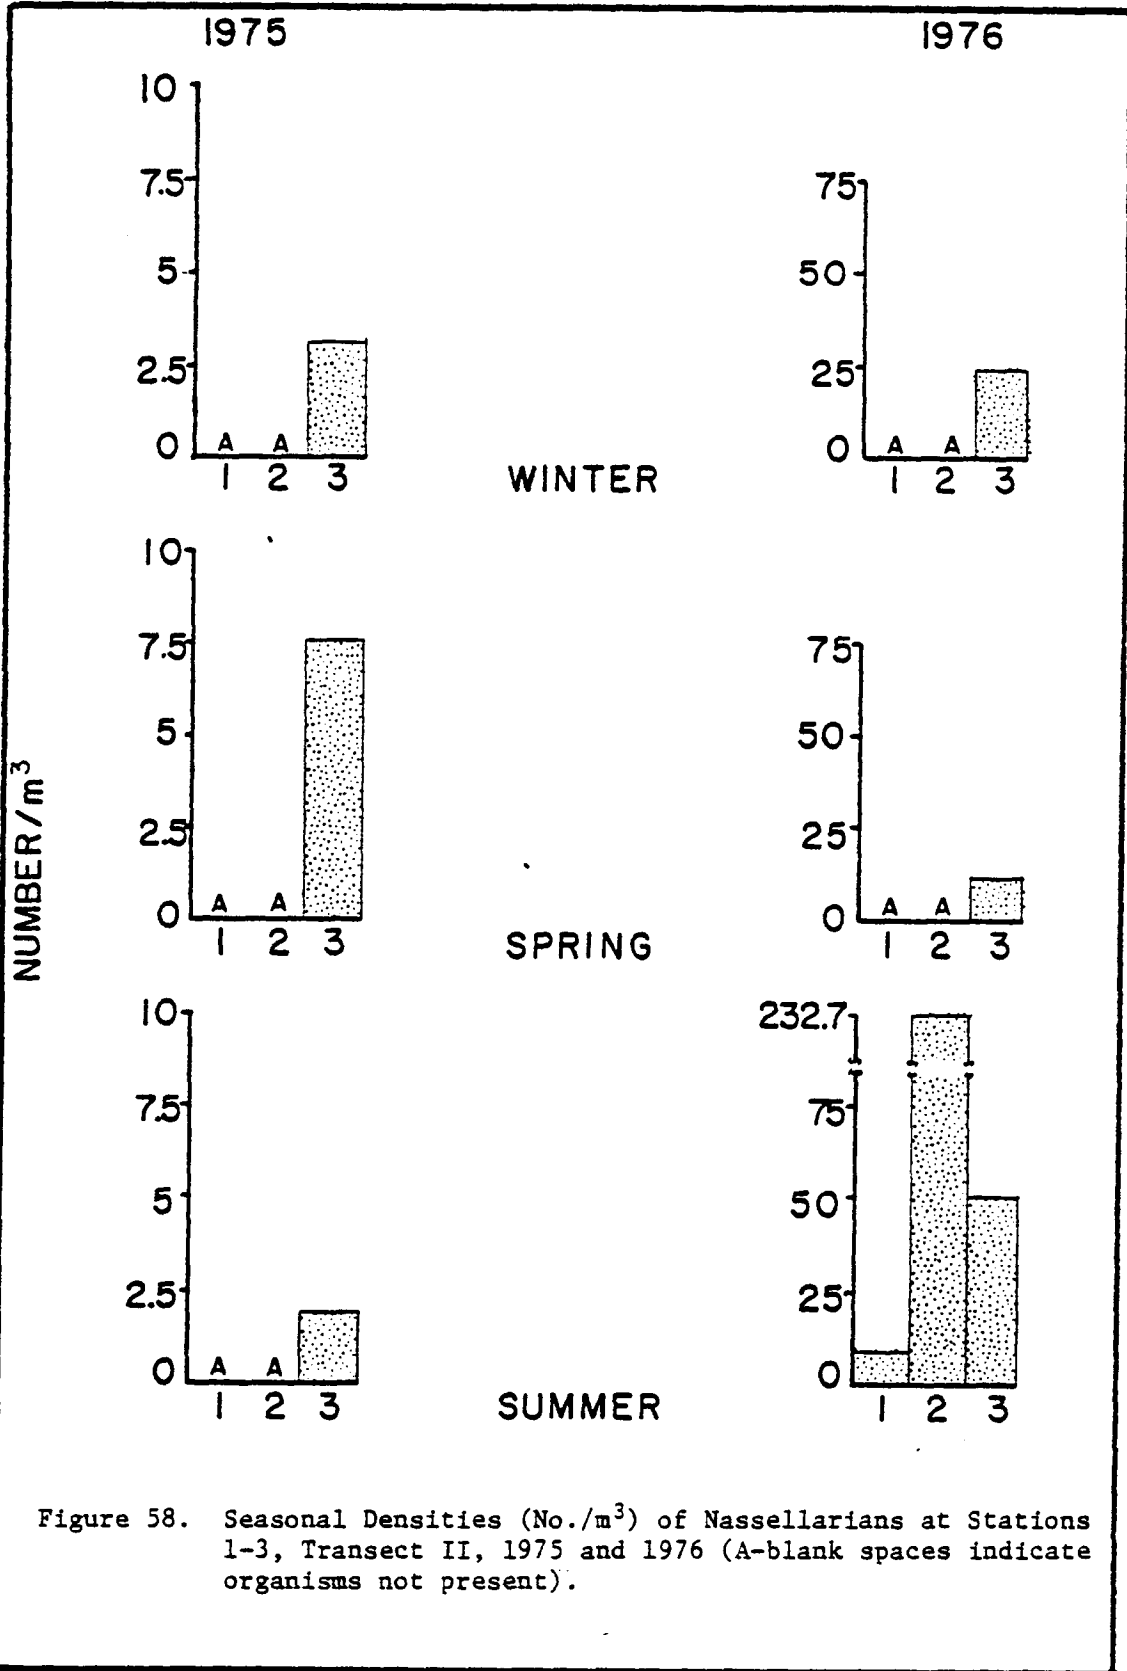 1975 1976
10
7.5
5
2.5
0 A A
1 2 3
75
50
25
0 A A
1 2 3
WINTER
10
7.5
5
2.5
0 A A
1 2 3
75
50
25
0 A A
1 2 3
SPRING
NUMBER/m³
10
7.5
5
2.5
0 A A
1 2 3
232.7
75
50
25
0
1 2 3
SUMMER
Figure 58. Seasonal Densities (No./m³) of Nassellarians at Stations
1-3, Transect II, 1975 and 1976 (A-blank spaces indicate
organisms not present).